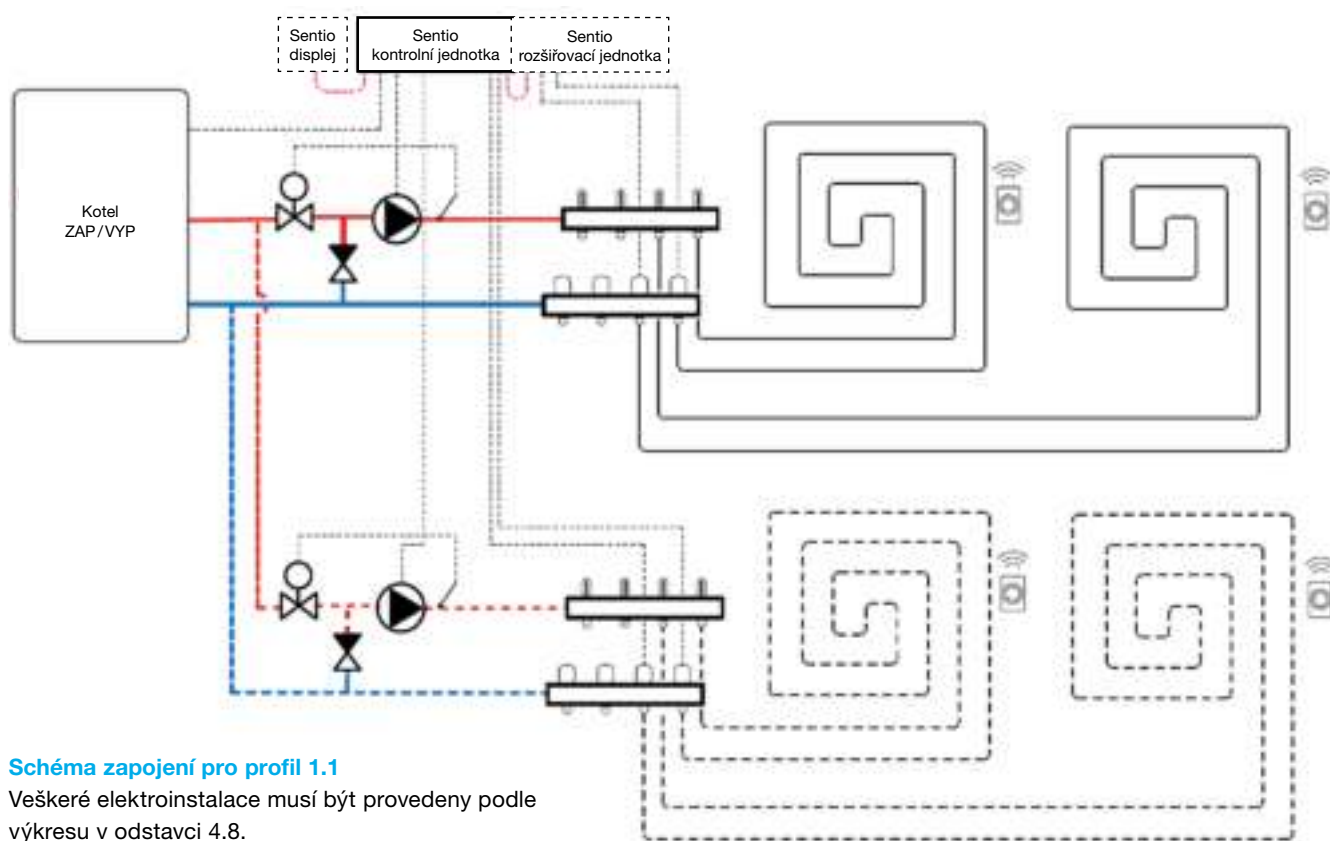 Sentio
displej
Sentio
kontrolní jednotka
Sentio
rozšiřovací jednotka
Kotel
ZAP/VYP
Schéma zapojení pro profil 1.1
Veškeré elektroinstalace musí být provedeny podle
výkresu v odstavci 4.8.